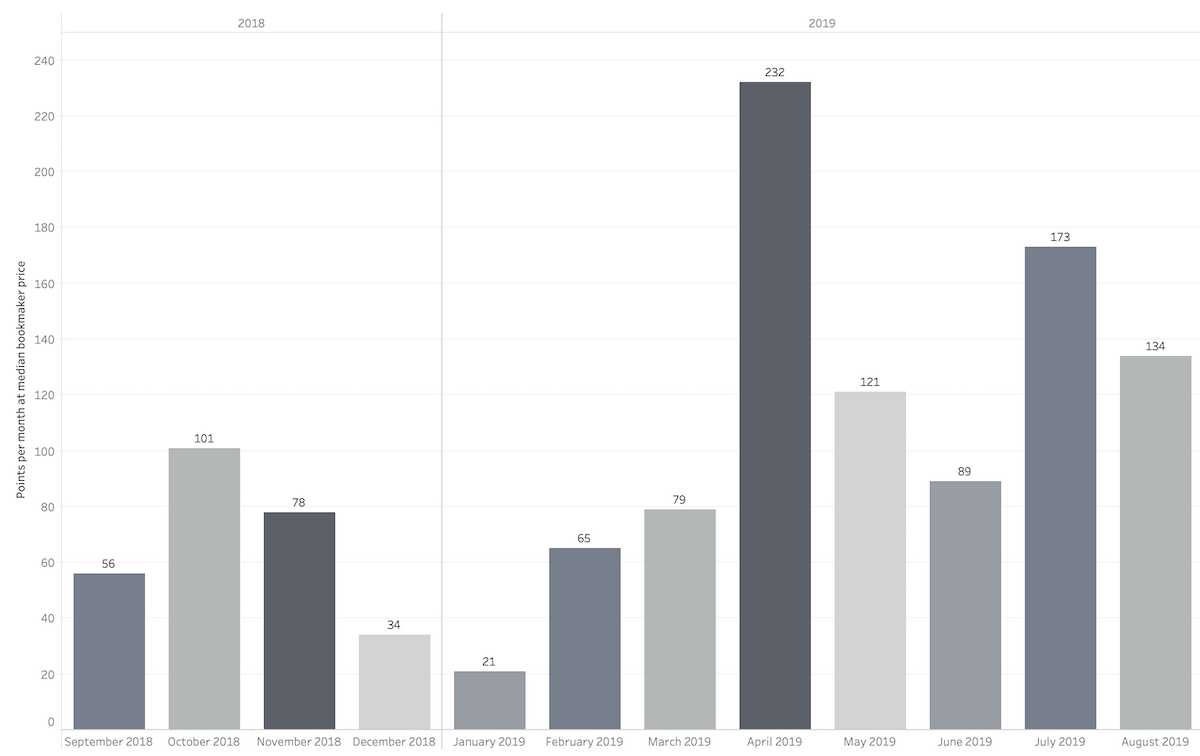 2018
2019
Points per month at median bookmaker price
240
220
200
180
160
140
120
100
80
60
40
20
0
56
101
78
34
21
65
79
232
121
89
173
134
September 2018
October 2018
November 2018
December 2018
January 2019
February 2019
March 2019
April 2019
May 2019
June 2019
July 2019
August 2019